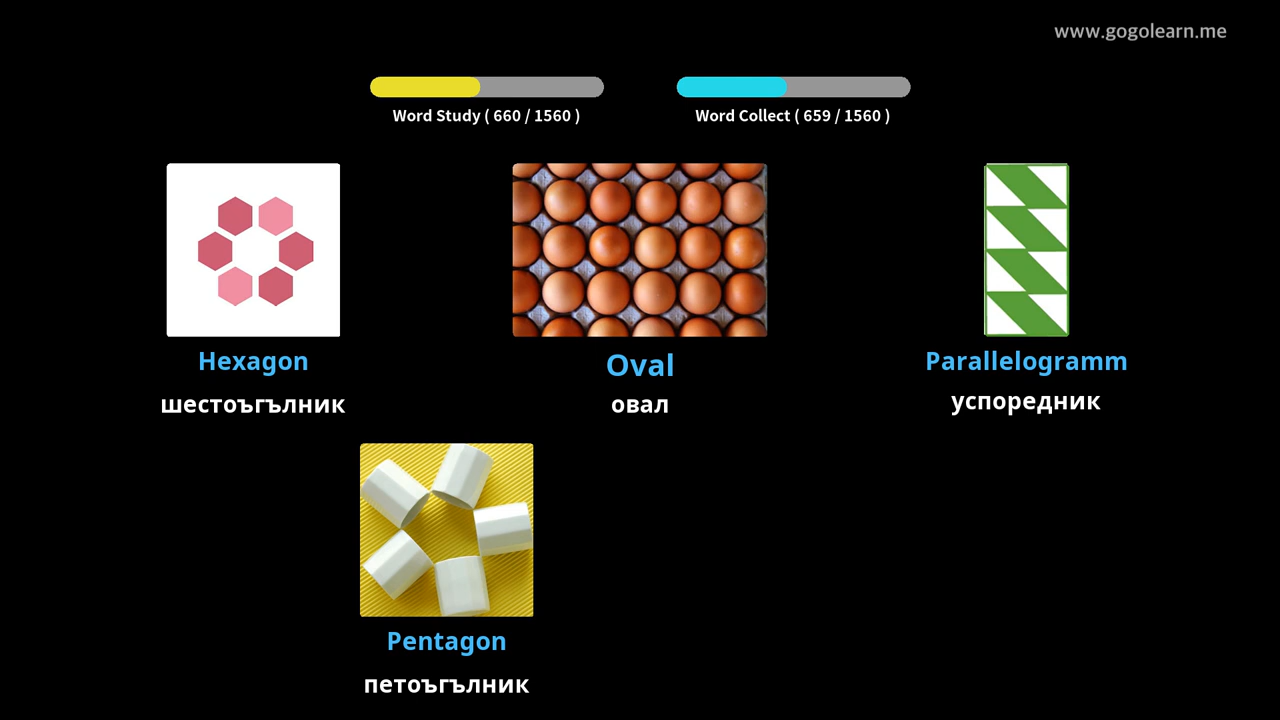 www.gogolearn.me
Word Study ( 660 / 1560 )
Word Collect ( 659 / 1560 )
Hexagon
шестоъгълник
Oval
овал
Parallelogramm
успоредник
Pentagon
петоъгълник